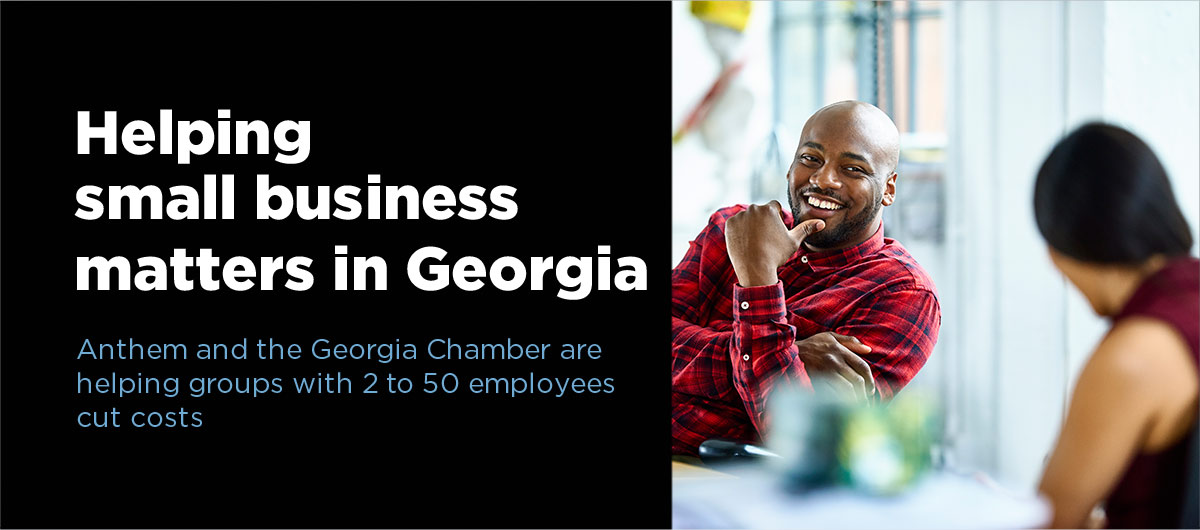 Helping
small business
matters in Georgia
Anthem and the Georgia Chamber are
helping groups with 2 to 50 employees
cut costs